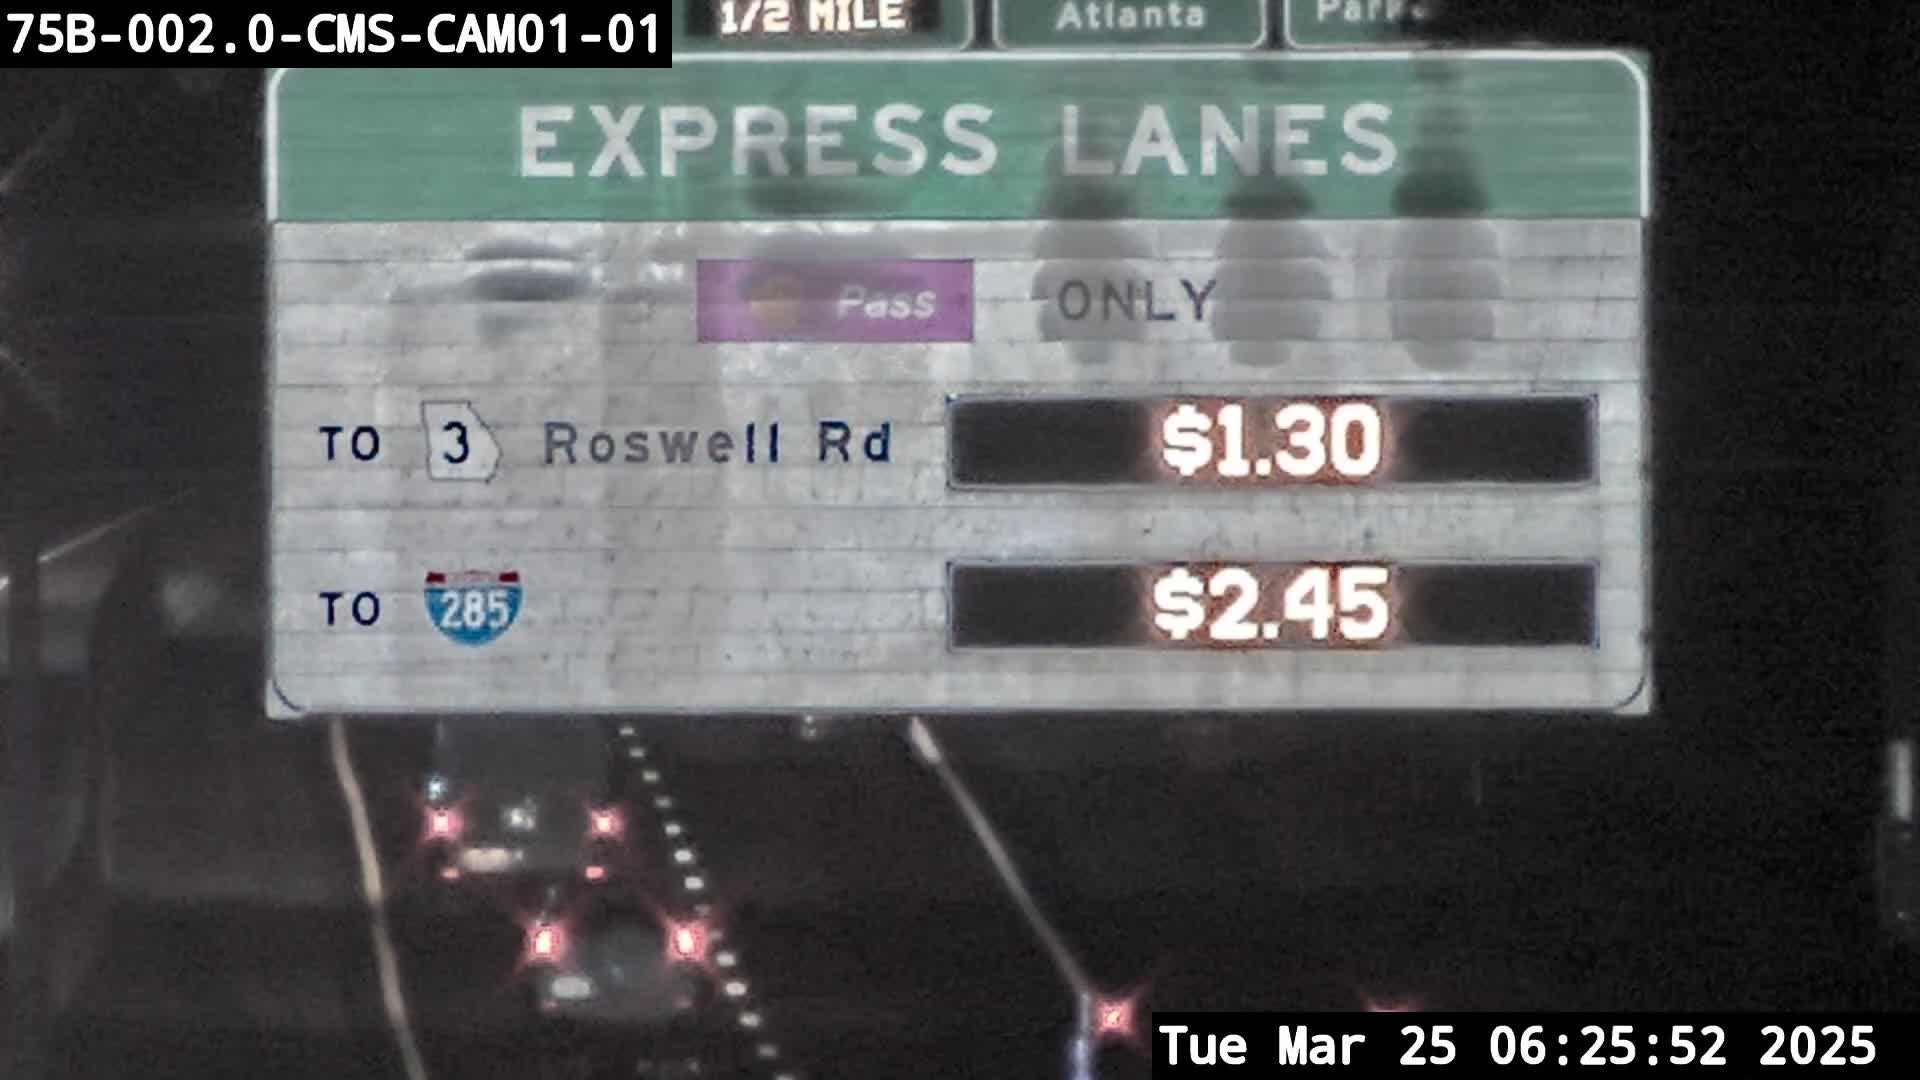 75B-002.0-CMS-CAM01-01
1/2 MILE
Atlanta
EXPRESS LANES
Pass ONLY
TO 3 Roswell Rd $1.30
TO 285 $2.45
Tue Mar 25 06:25:52 2025